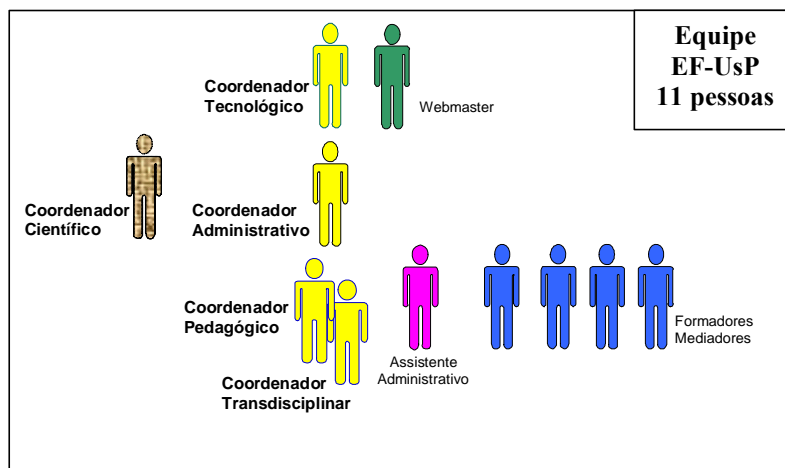 Equipe
EF-UsP
11 pessoas
Coordenador
Tecnológico
Webmaster
Coordenador
Científico
Coordenador
Administrativo
Coordenador
Pedagógico
Formadores
Mediadores
Assistente
Administrativo
Coordenador
Transdisciplinar